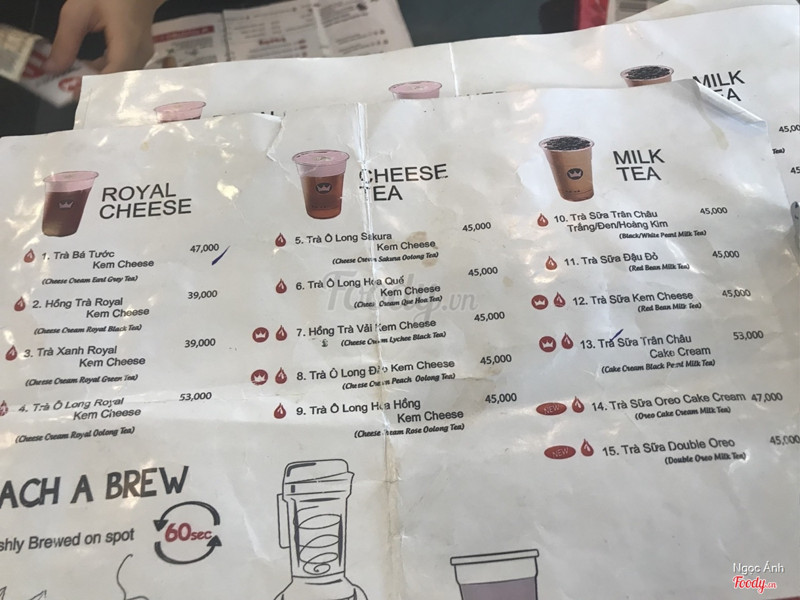 MILK
TEA
ROYAL
CHEESE
1. Trà Bá Tước 47,000
Kem Cheese
(Cheese Cream Earl Grey Tea)
2. Hồng Trà Royal 39,000
Kem Cheese
(Cheese Cream Royal Black Tea)
3. Trà Xanh Royal 39,000
Kem Cheese
(Cheese Cream Royal Green Tea)
4. Trà Ô Long Royal 53,000
Kem Cheese
(Cheese Cream Royal Oolong Tea)
CHEESE
TEA
5. Trà Ô Long Sakura 45,000
Kem Cheese
(Cheese Cream Sakura Oolong Tea)
6. Trà Ô Long Hoa Quế 45,000
Kem Cheese
(Cheese Cream Que Hoa Tea)
7. Hồng Trà Vải Kem Cheese 45,000
(Cheese Cream Lychee Black Tea)
8. Trà Ô Long Đào Kem Cheese 45,000
(Cheese Cream Peach Oolong Tea)
9. Trà Ô Long Hoa Hồng 45,000
Kem Cheese
(Cheese Cream Rose Oolong Tea)
MILK
TEA
10. Trà Sữa Trân Châu 45,000
Trắng/Đen/Hoàng Kim
(Black/White Pearl Milk Tea)
11. Trà Sữa Đậu Đỏ 45,000
(Red Bean Milk Tea)
12. Trà Sữa Kem Cheese 45,000
(Red Bean Milk Tea)
13. Trà Sữa Trân Châu 53,000
Cake Cream
(Cake Cream Black Pearl Milk Tea)
NEW 14. Trà Sữa Oreo Cake Cream 47,000
(Oreo Cake Cream Milk Tea)
NEW 15. Trà Sữa Double Oreo 45,000
(Double Oreo Milk Tea)
ACH A BREW
shly Brewed on spot
60sec
Foody.vn
Ngọc Ánh
Foody.vn